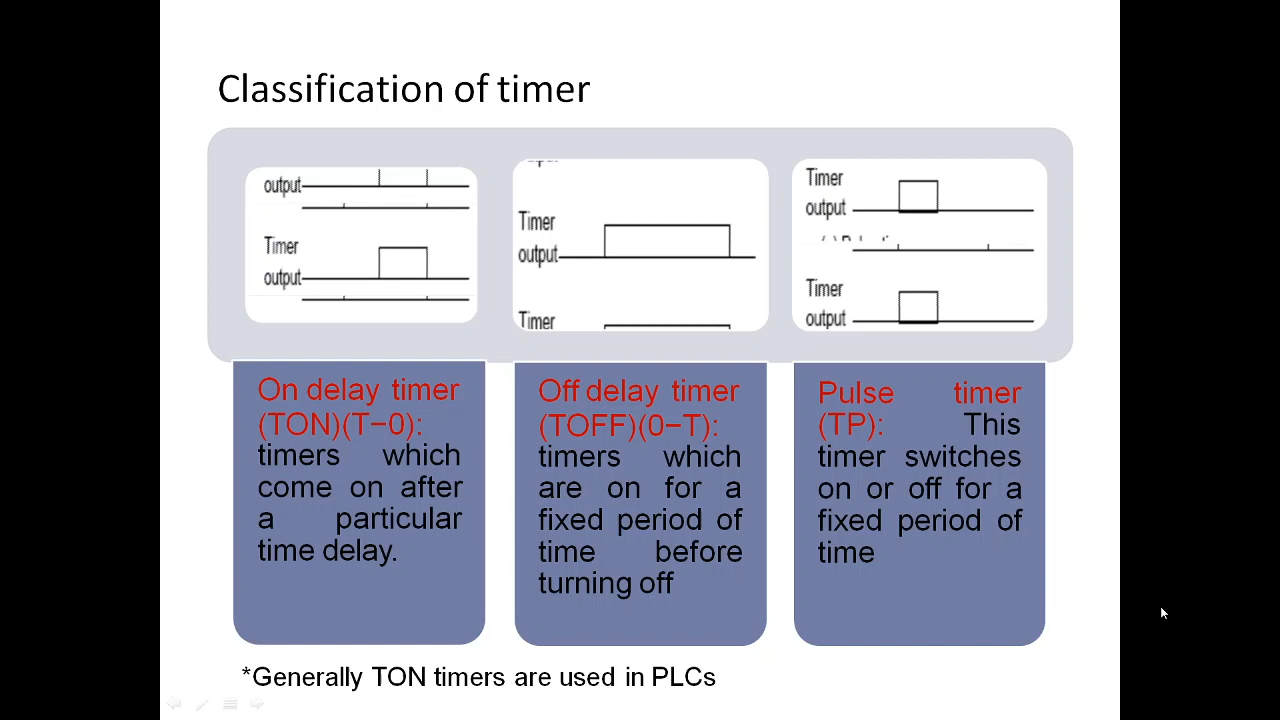 Classification of timer
output
Timer
output
Timer
output
Timer
Timer
output
Timer
output
On delay timer
(TON)(T−0):
timers which
come on after
a particular
time delay.
Off delay timer
(TOFF)(0−T):
timers which
are on for a
fixed period of
time before
turning off
Pulse timer
(TP): This
timer switches
on or off for a
fixed period of
time
*Generally TON timers are used in PLCs